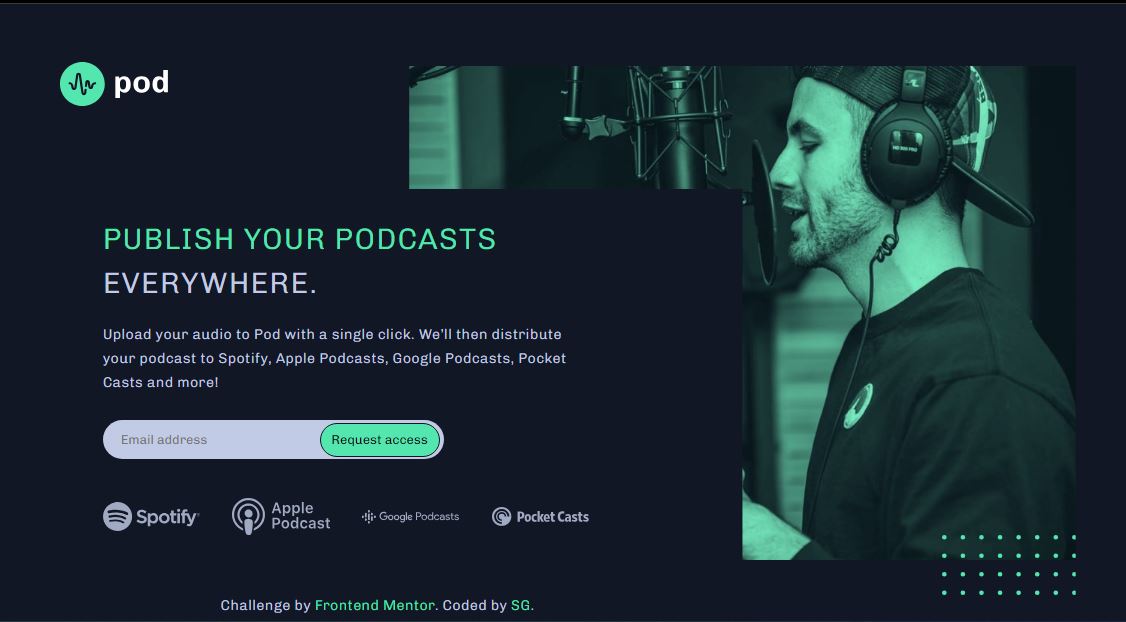 pod
PUBLISH YOUR PODCASTS
EVERYWHERE.
Upload your audio to Pod with a single click. We'll then distribute
your podcast to Spotify, Apple Podcasts, Google Podcasts, Pocket
Casts and more!
Email address
Request access
Spotify
Apple
Podcast
Google Podcasts
Pocket Casts
Challenge by Frontend Mentor. Coded by SG.